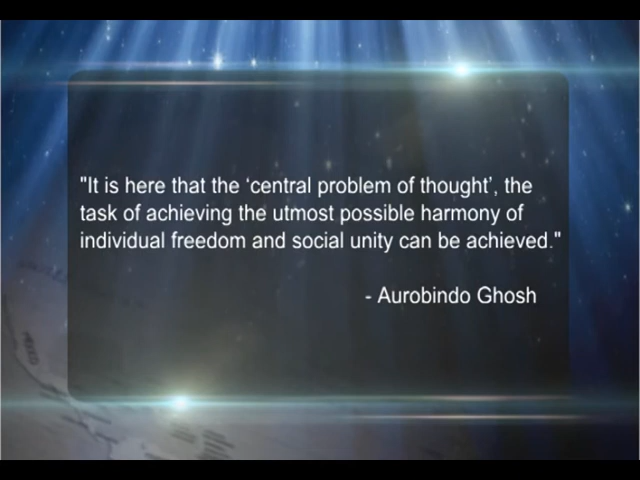 "It is here that the ‘central problem of thought’, the
task of achieving the utmost possible harmony of
individual freedom and social unity can be achieved."
- Aurobindo Ghosh